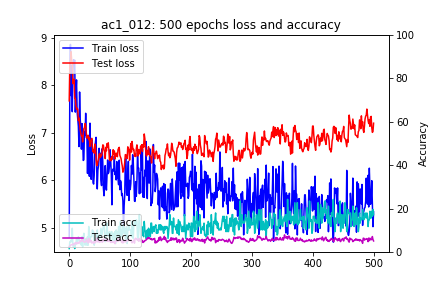 ac1_012: 500 epochs loss and accuracy
Train loss
Test loss
Train acc
Test acc
Loss
Accuracy
9
8
7
6
5
100
80
60
40
20
0
0
100
200
300
400
500